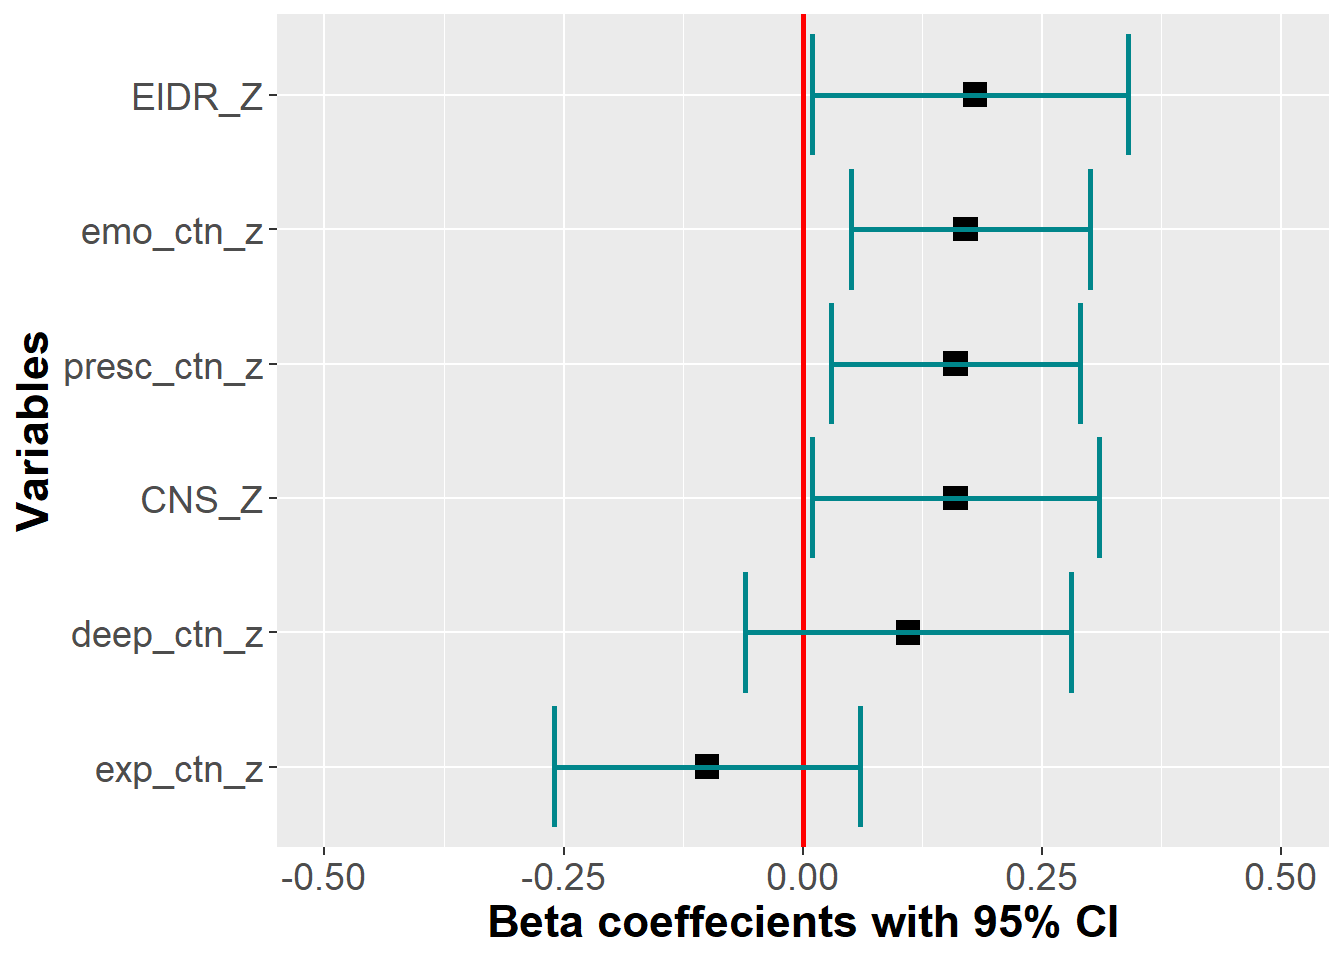 EIDR_Z
emo_ctn_z
presc_ctn_z
CNS_Z
deep_ctn_z
exp_ctn_z
Variables
-0.50 -0.25 0.00 0.25 0.50
Beta coeffecients with 95% CI